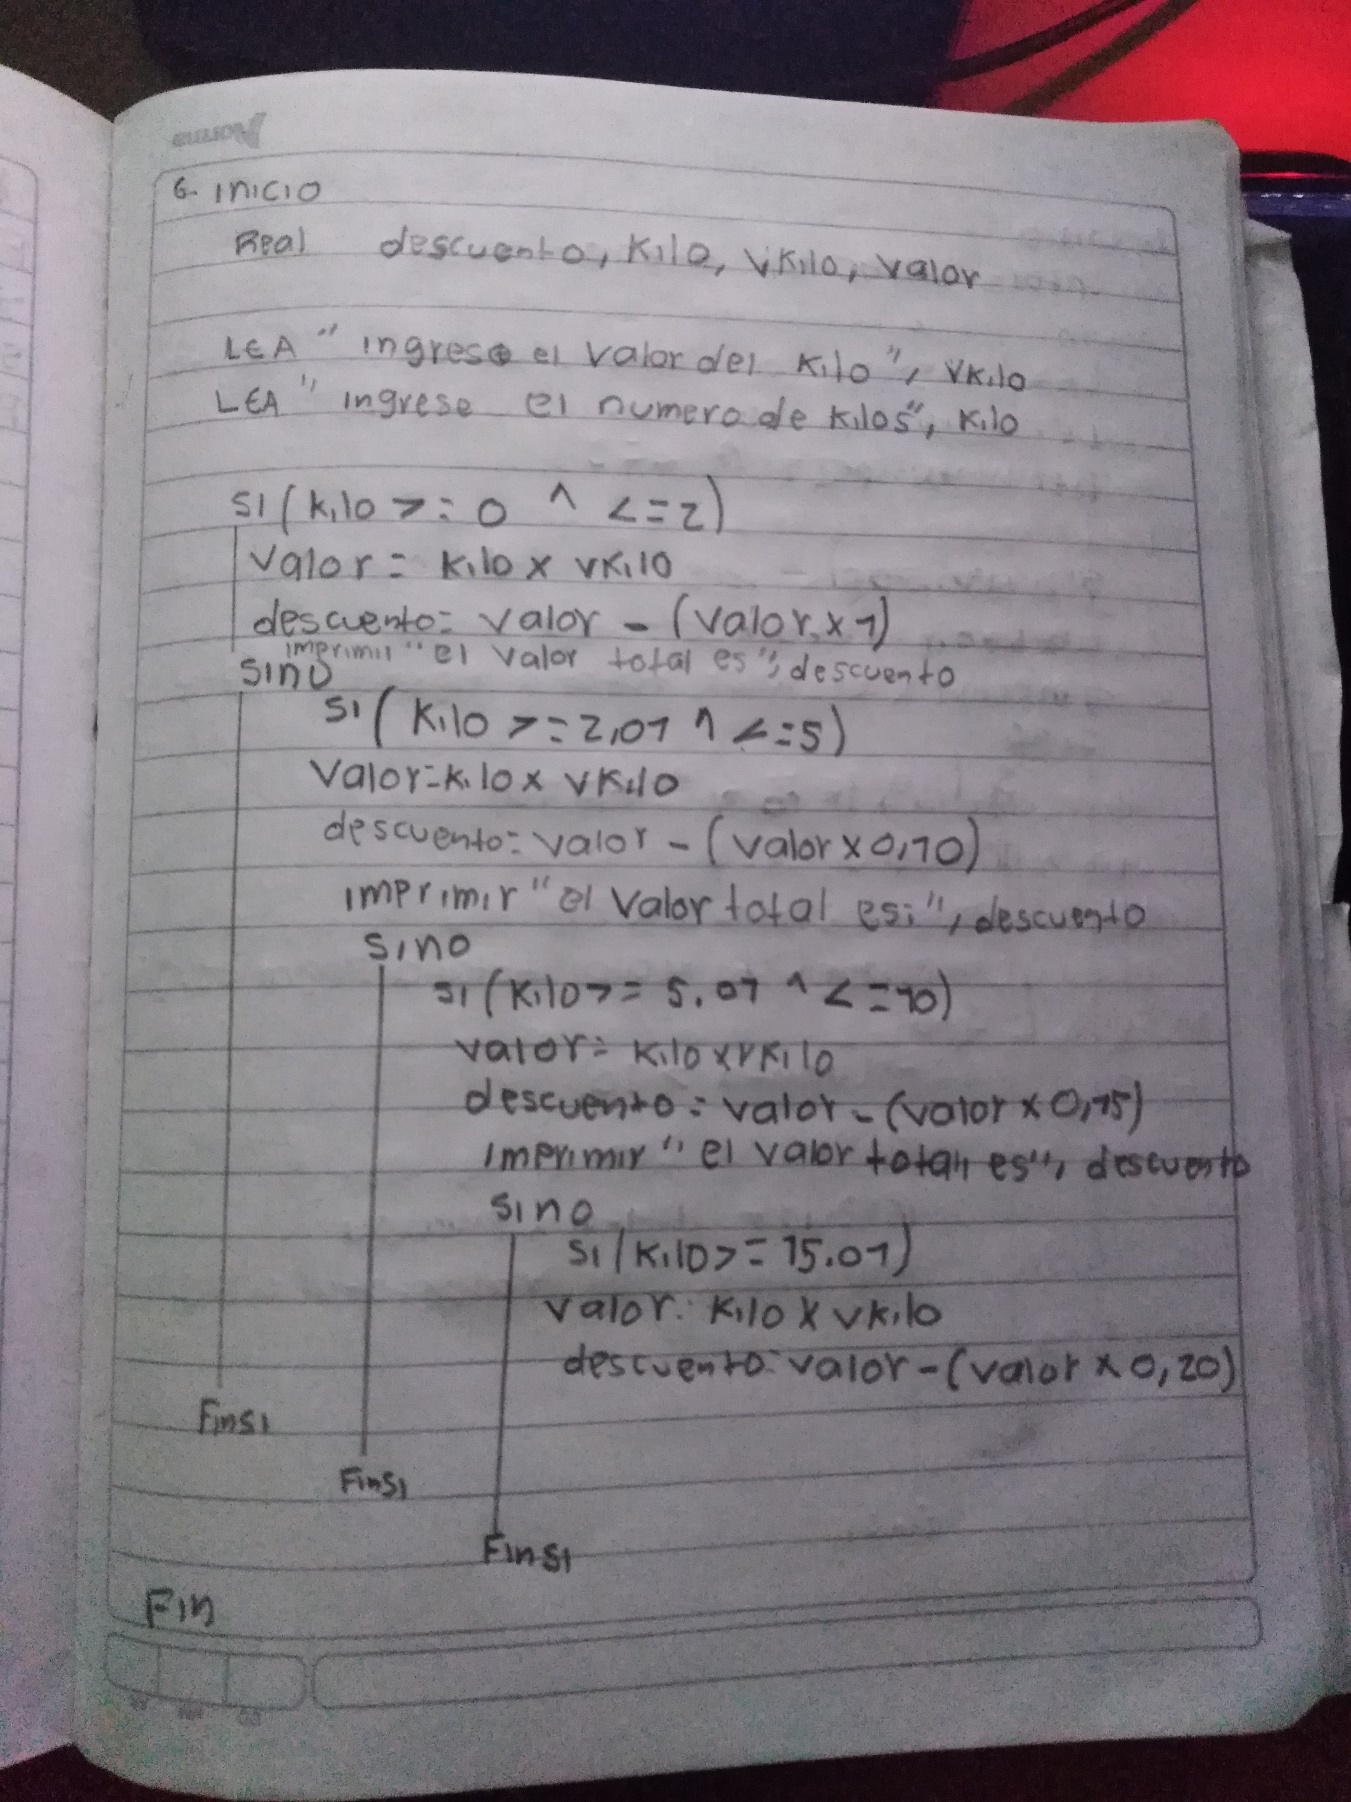 6. INICIO
Real descuento, Kilo, VKilo, Valor
LEA "ingrese el Valor del Kilo", VKilo
LEA "ingrese el numero de Kilos", Kilo
SI (Kilo >= 0 ^ <= 2)
Valor = Kilo x VKilo
descuento = Valor - (Valor x 1)
imprimir "el Valor total es", descuento
sino
SI (Kilo >= 2,01 ^ <= 5)
Valor = Kilo x VKilo
descuento = valor - (valor x 0,10)
imprimir "el Valor total es:", descuento
sino
SI (Kilo >= 5.01 ^ <= 10)
valor = Kilo x VKilo
descuento = valor - (valor x 0,15)
imprimir "el valor total es", descuento
sino
SI (Kilo >= 15.01)
valor = Kilo x VKilo
descuento = valor - (valor x 0,20)
FinSI
FinSI
FinSI
Fin